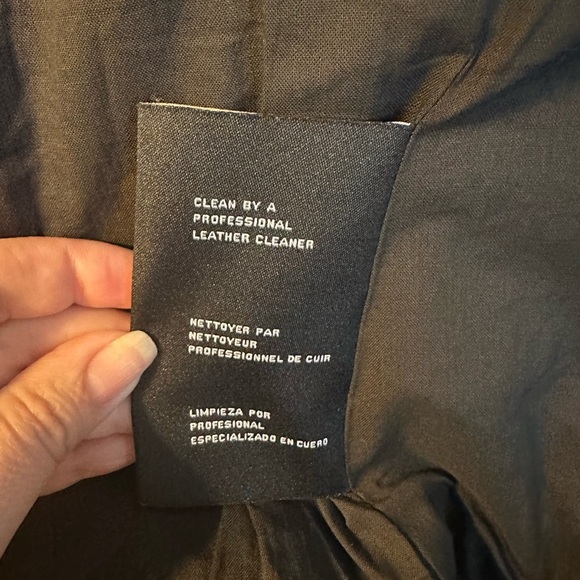 CLEAN BY A
PROFESSIONAL
LEATHER CLEANER
NETTOYER PAR
NETTOYEUR
PROFESSIONNEL DE CUIR
LIMPIEZA POR
PROFESIONAL
ESPECIALIZADO EN CUERO